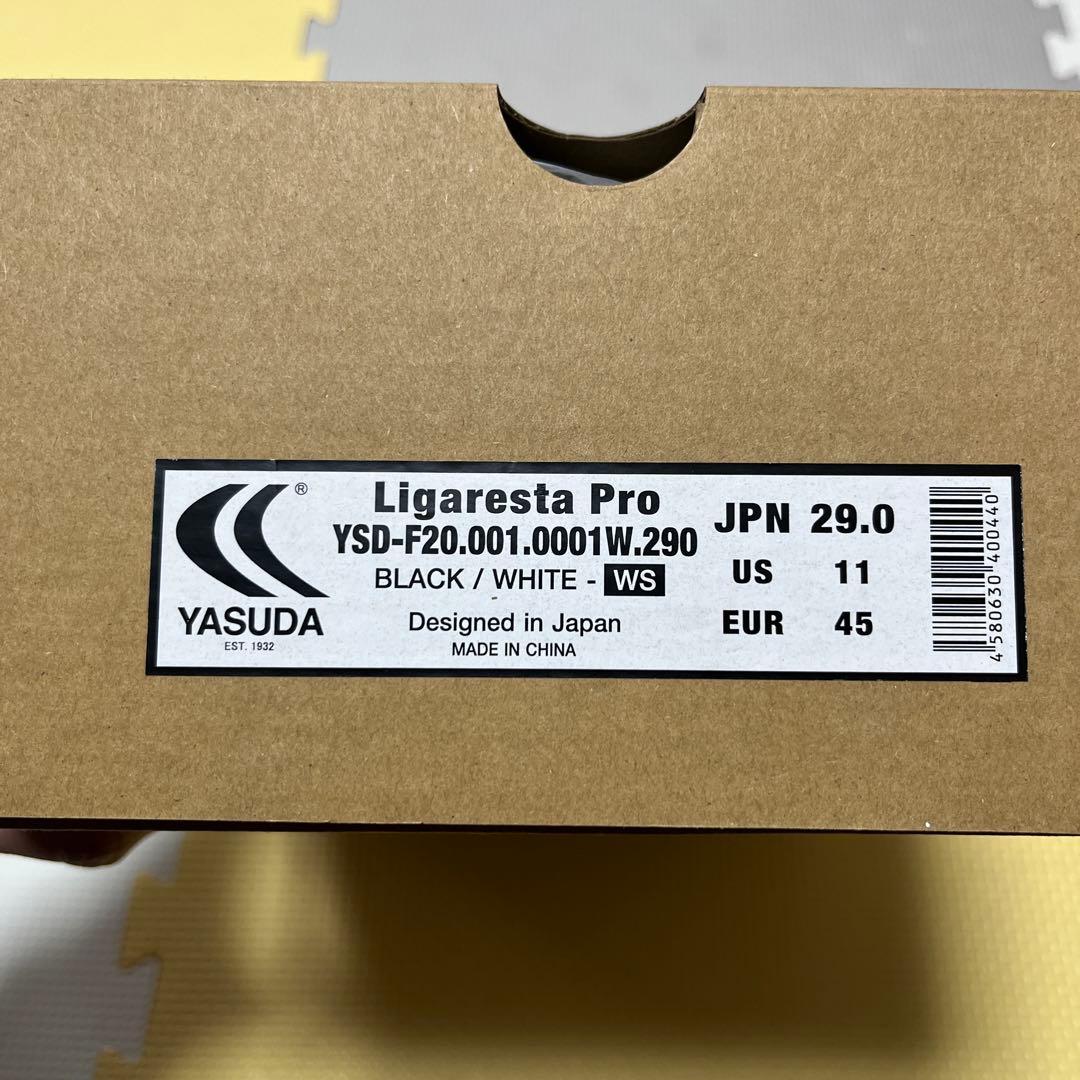 ®
YASUDA
EST. 1932
Ligaresta Pro
YSD-F20.001.0001W.290
BLACK / WHITE - WS
Designed in Japan
MADE IN CHINA
JPN 29.0
US 11
EUR 45
4 580630 400440